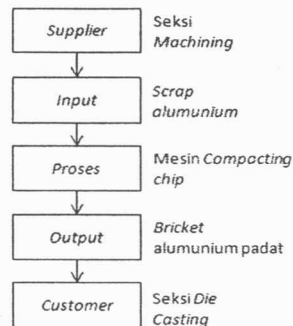 Supplier
Seksi
Machining
Input
Scrap
alumunium
Proses
Mesin Compacting
chip
Output
Bricket
alumunium padat
Customer
Seksi Die
Casting